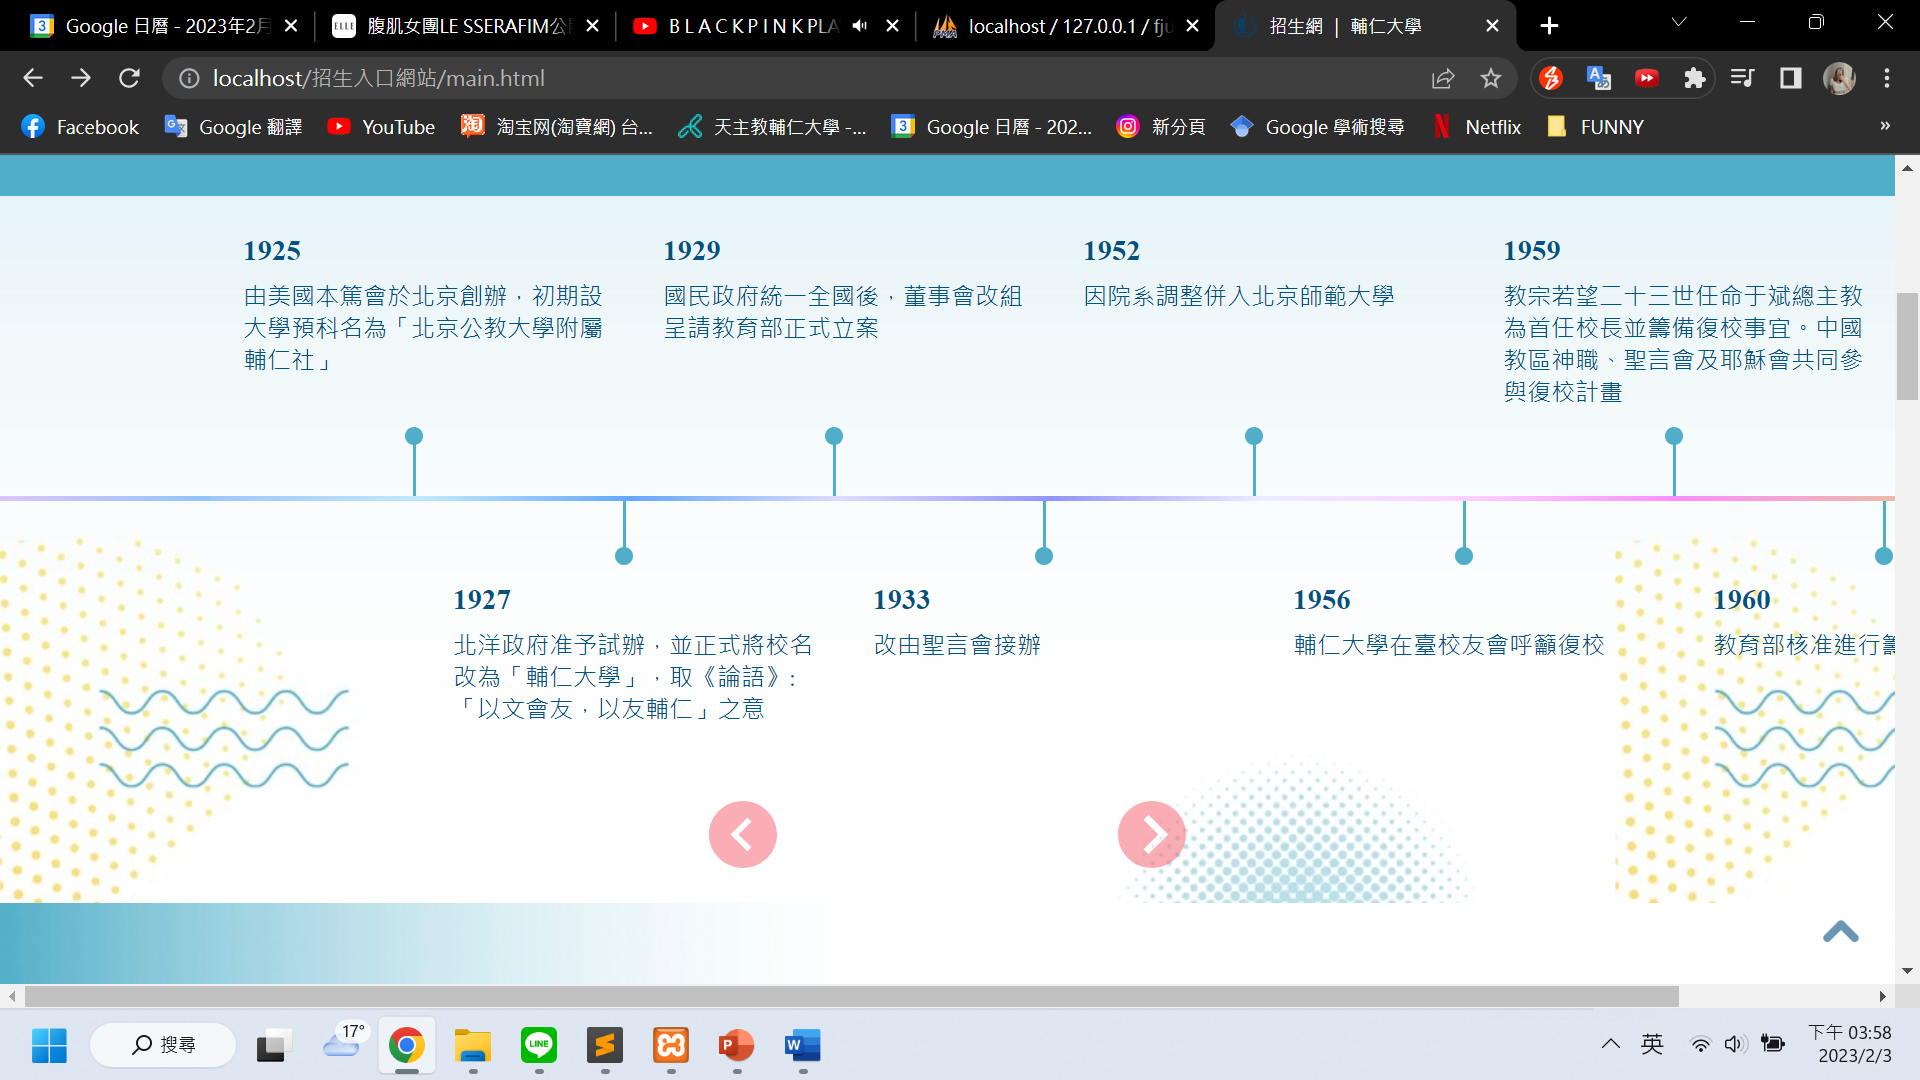 Google 日曆 - 2023年2月
腹肌女團LE SSERAFIM公
B L A C K P I N K PLA
localhost / 127.0.0.1 / fju
招生網 | 輔仁大學
localhost/招生入口網站/main.html
Facebook
Google 翻譯
YouTube
淘宝网(淘寶網) 台...
天主教輔仁大學 -...
Google 日曆 - 202...
新分頁
Google 學術搜尋
Netflix
FUNNY
»
1925
由美國本篤會於北京創辦，初期設
大學預科名為「北京公教大學附屬
輔仁社」
1929
國民政府統一全國後，董事會改組
呈請教育部正式立案
1952
因院系調整併入北京師範大學
1959
教宗若望二十三世任命于斌總主教
為首任校長並籌備復校事宜。中國
教區神職、聖言會及耶穌會共同參
與復校計畫
1927
北洋政府准予試辦，並正式將校名
改為「輔仁大學」，取《論語》：
「以文會友，以友輔仁」之意
1933
改由聖言會接辦
1956
輔仁大學在臺校友會呼籲復校
1960
教育部核准進行籌
搜尋
17°
英
下午 03:58
2023/2/3